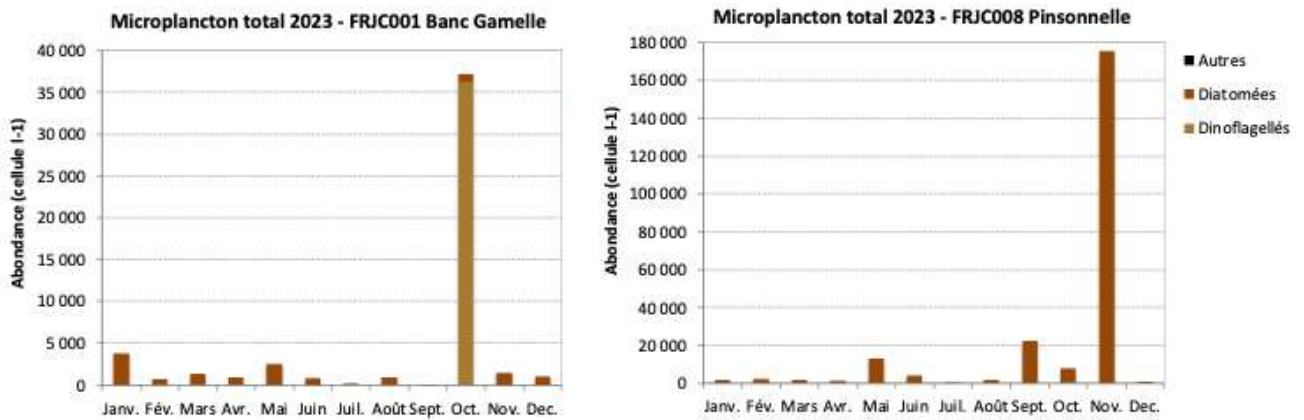 Microplancton total 2023 - FRJC001 Banc Gamelle
Abondance (cellule l-1)
40 000
35 000
30 000
25 000
20 000
15 000
10 000
5 000
0
Janv. Fév. Mars Avr. Mai Juin Juil. Août Sept. Oct. Nov. Dec.
Microplancton total 2023 - FRJC008 Pinsonnelle
Abondance (cellule l-1)
180 000
160 000
140 000
120 000
100 000
80 000
60 000
40 000
20 000
0
Janv. Fév. Mars Avr. Mai Juin Juil. Août Sept. Oct. Nov. Dec.
Autres
Diatomées
Dinoflagellés